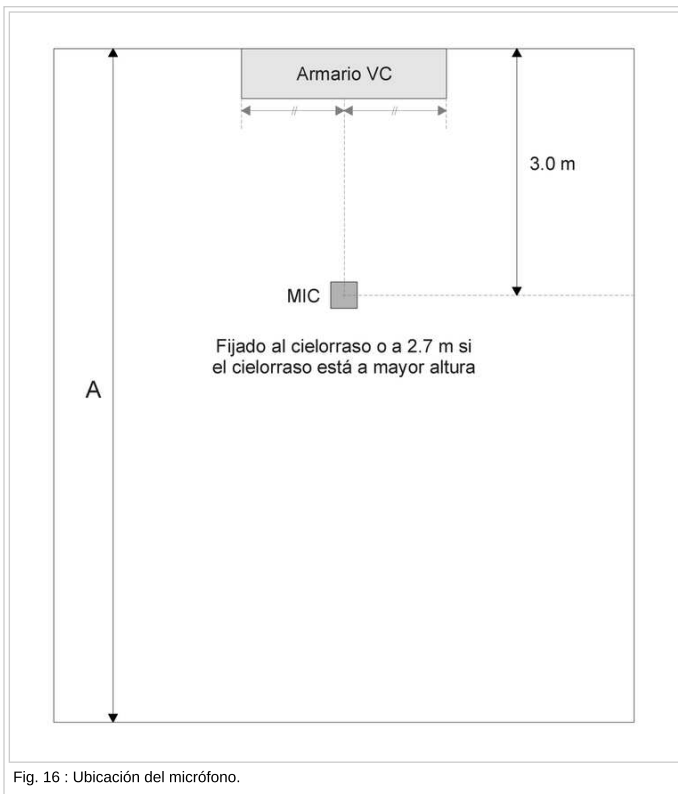 Armario VC
//
//
3.0 m
MIC
Fijado al cielorraso o a 2.7 m si
el cielorraso está a mayor altura
A
Fig. 16 : Ubicación del micrófono.